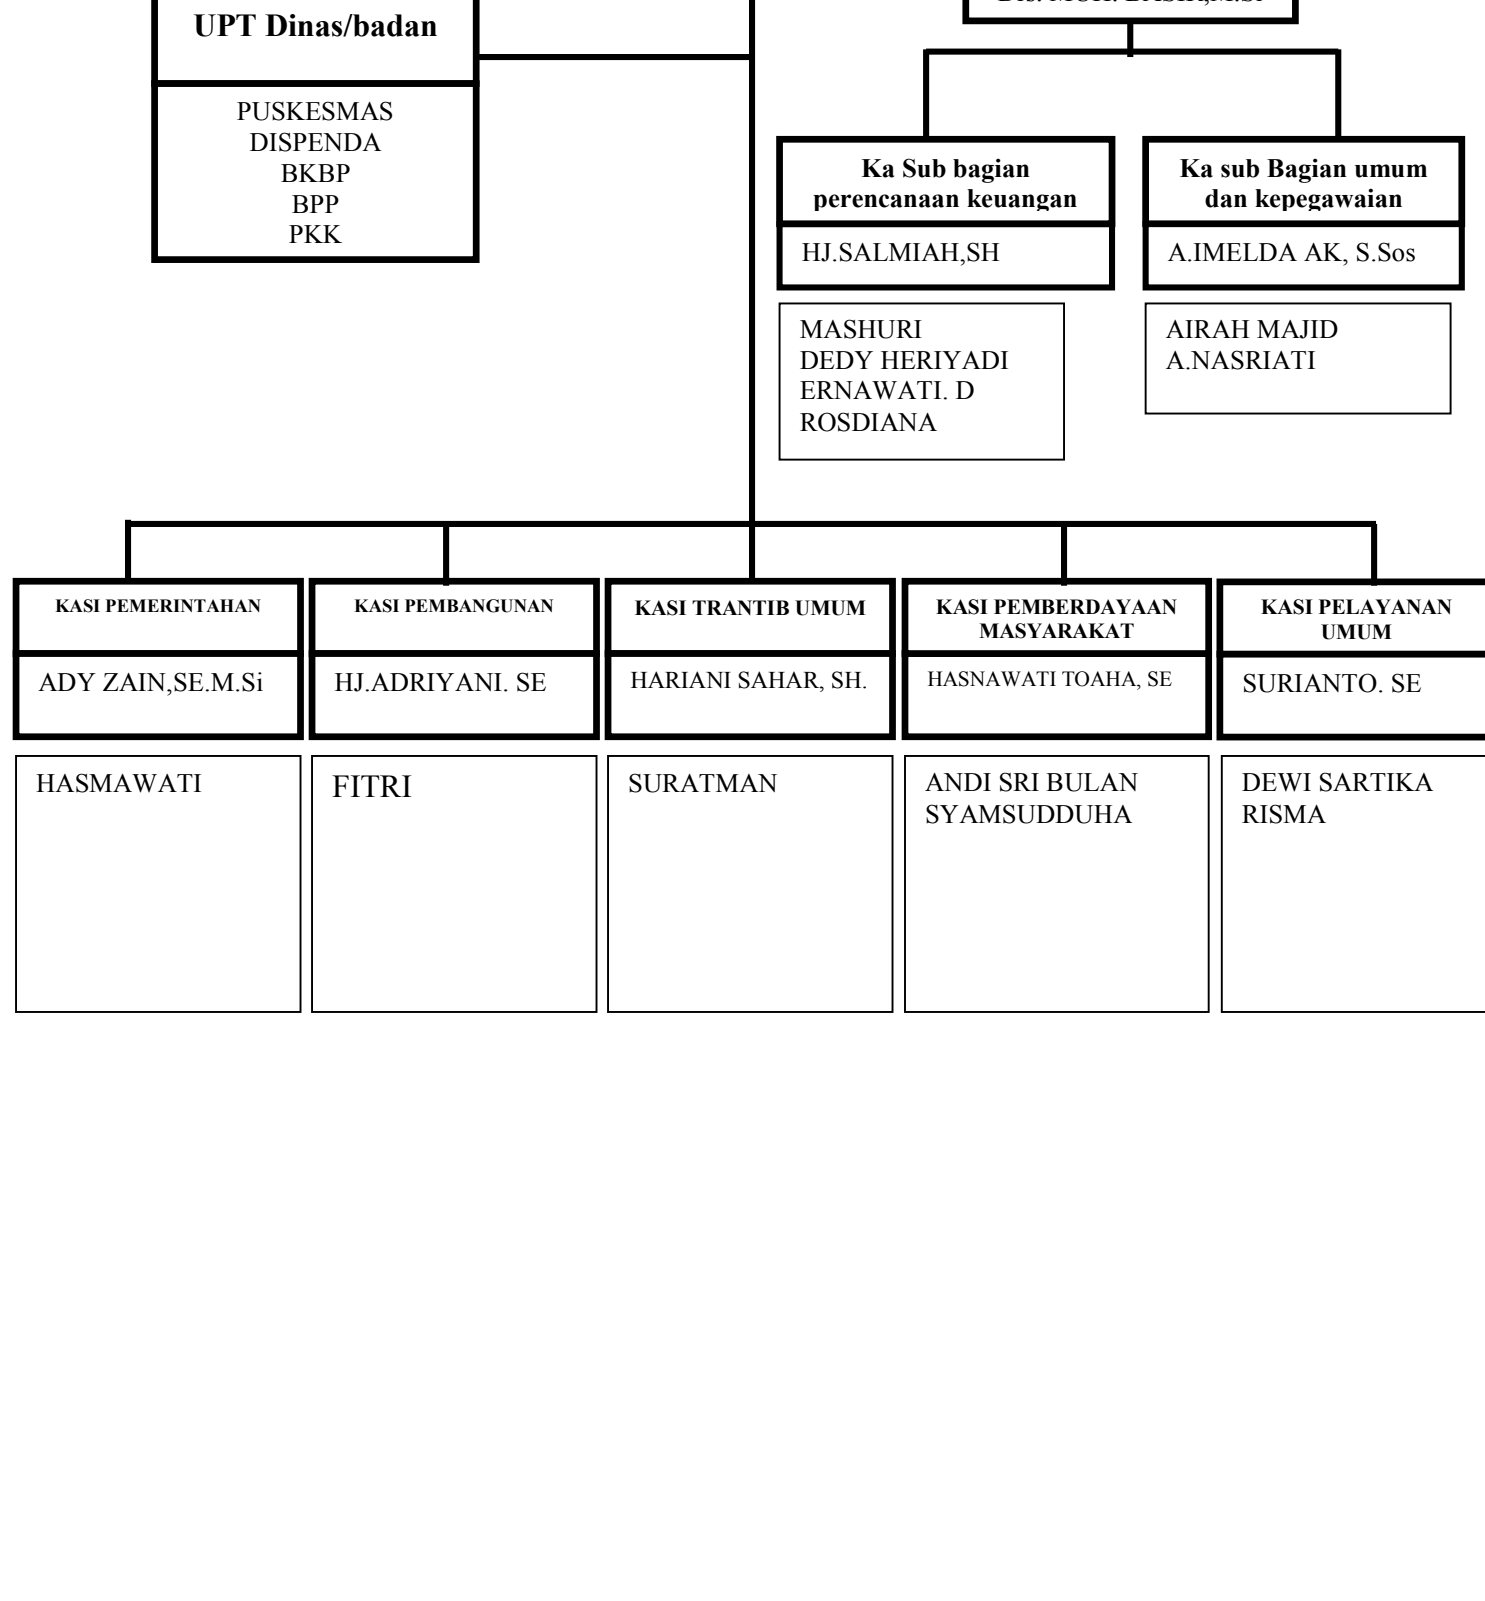 UPT Dinas/badan
PUSKESMAS
DISPENDA
BKBP
BPP
PKK
Ka Sub bagian
perencanaan keuangan
HJ.SALMIAH,SH
MASHURI
DEDY HERIYADI
ERNAWATI. D
ROSDIANA
Ka sub Bagian umum
dan kepegawaian
A.IMELDA AK, S.Sos
AIRAH MAJID
A.NASRIATI
KASI PEMERINTAHAN
ADY ZAIN,SE.M.Si
HASMAWATI
KASI PEMBANGUNAN
HJ.ADRIYANI. SE
FITRI
KASI TRANTIB UMUM
HARIANI SAHAR, SH.
SURATMAN
KASI PEMBERDAYAAN
MASYARAKAT
HASNAWATI TOAHA, SE
ANDI SRI BULAN
SYAMSUDDUHA
KASI PELAYANAN
UMUM
SURIANTO. SE
DEWI SARTIKA
RISMA